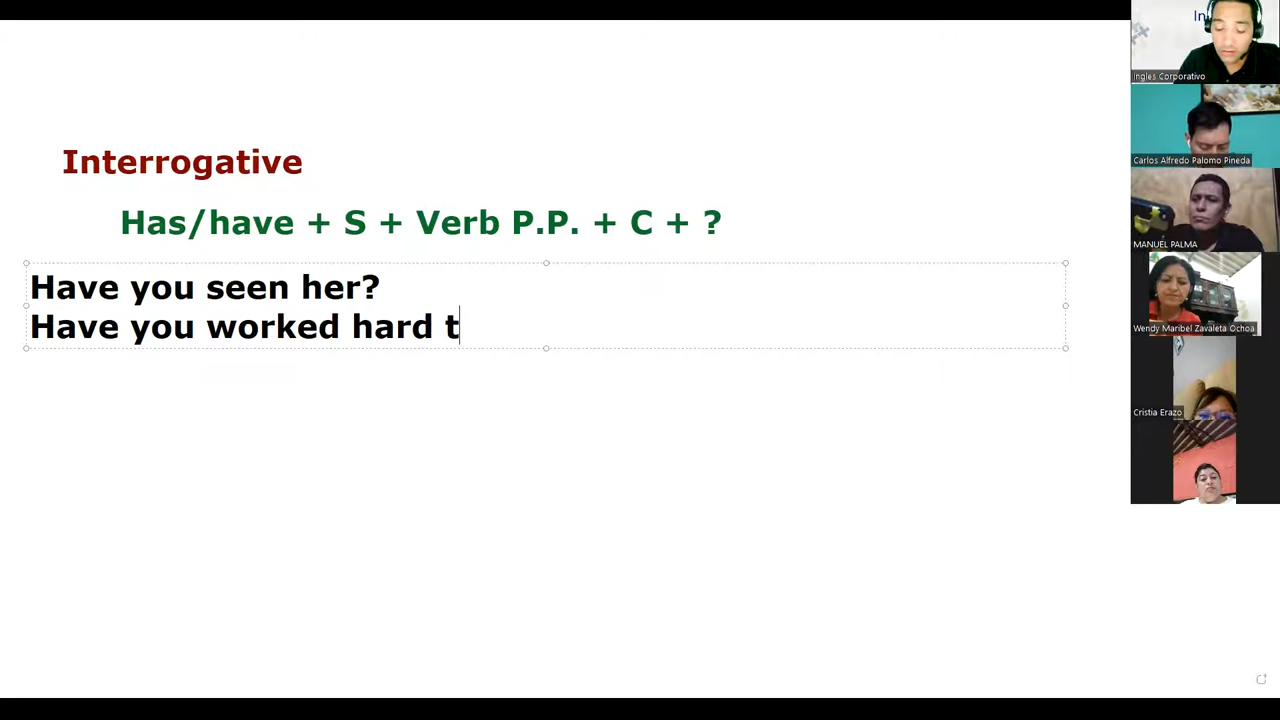 Interrogative
Has/have + S + Verb P.P. + C + ?
Have you seen her?
Have you worked hard t
In
Ingles Corporativo
Carlos Alfredo Palomo Pineda
MANUEL PALMA
Wendy Maribel Zavaleta Ochoa
Cristia Erazo